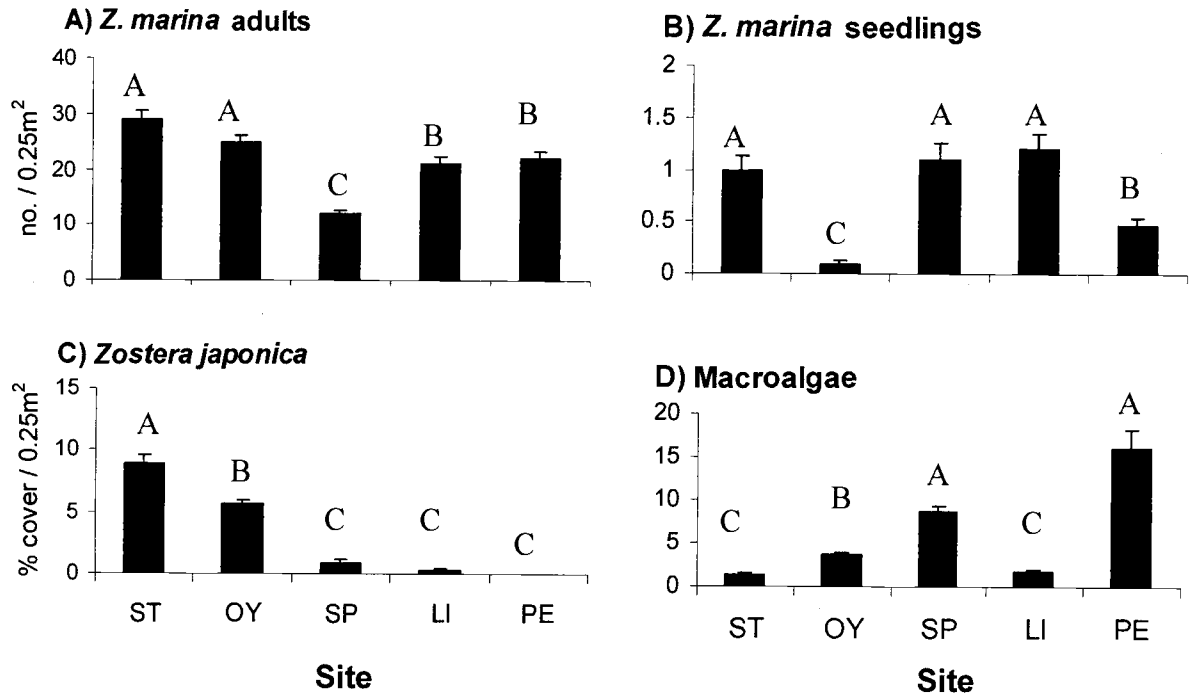 A) Z. marina adults
no. / 0.25m²
40
30
20
10
0
A
A
C
B
B
B) Z. marina seedlings
2
1.5
1
0.5
0
A
C
A
A
B
C) Zostera japonica
% cover / 0.25m²
15
10
5
0
A
B
C
C
C
ST OY SP LI PE
Site
D) Macroalgae
20
15
10
5
0
C
B
A
C
A
ST OY SP LI PE
Site